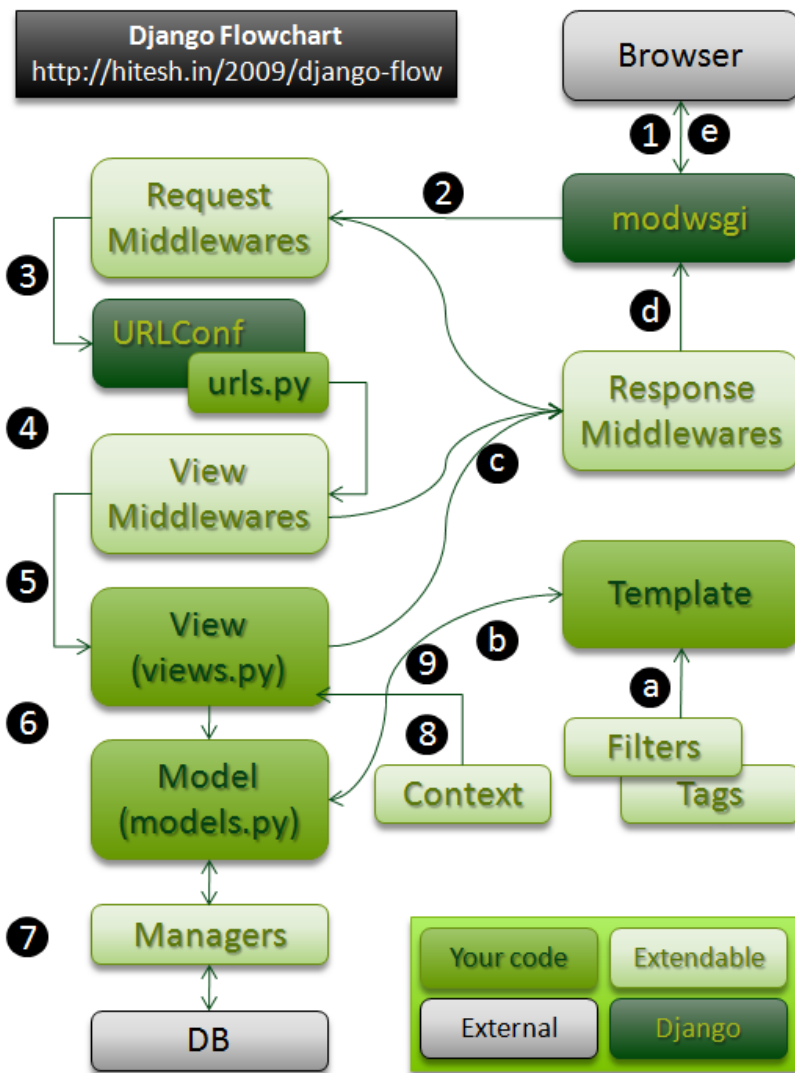 Django Flowchart
http://hitesh.in/2009/django-flow
Browser
1
e
Request
Middlewares
2
modwsgi
3
d
URLConf
urls.py
Response
Middlewares
4
View
Middlewares
c
5
Template
View
(views.py)
b
9
a
6
8
Filters
Tags
Model
(models.py)
Context
7
Managers
Your code
Extendable
External
Django
DB